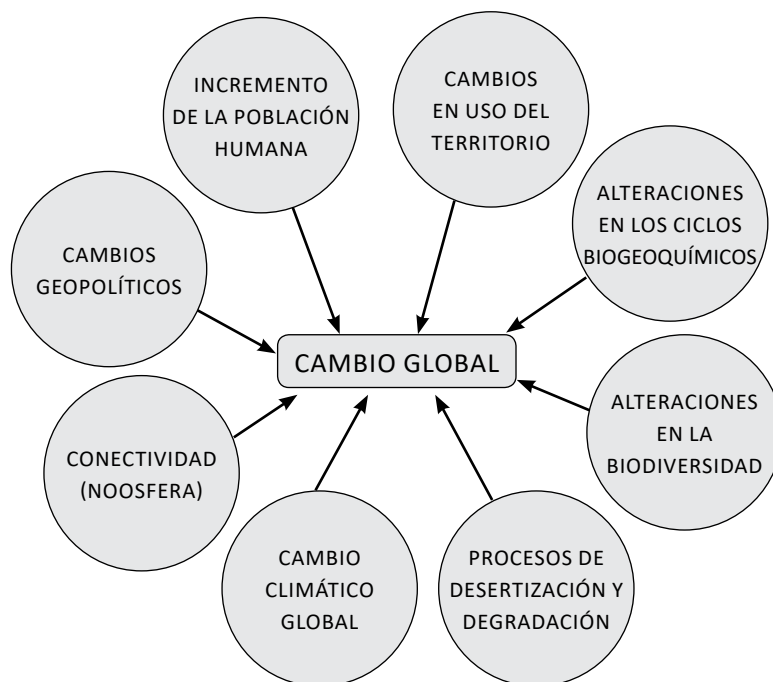 INCREMENTO
DE LA POBLACIÓN
HUMANA
CAMBIOS
EN USO DEL
TERRITORIO
ALTERACIONES
EN LOS CICLOS
BIOGEOQUÍMICOS
CAMBIOS
GEOPOLÍTICOS
CAMBIO GLOBAL
ALTERACIONES
EN LA
BIODIVERSIDAD
CONECTIVIDAD
(NOOSFERA)
CAMBIO
CLIMÁTICO
GLOBAL
PROCESOS DE
DESERTIZACIÓN Y
DEGRADACIÓN